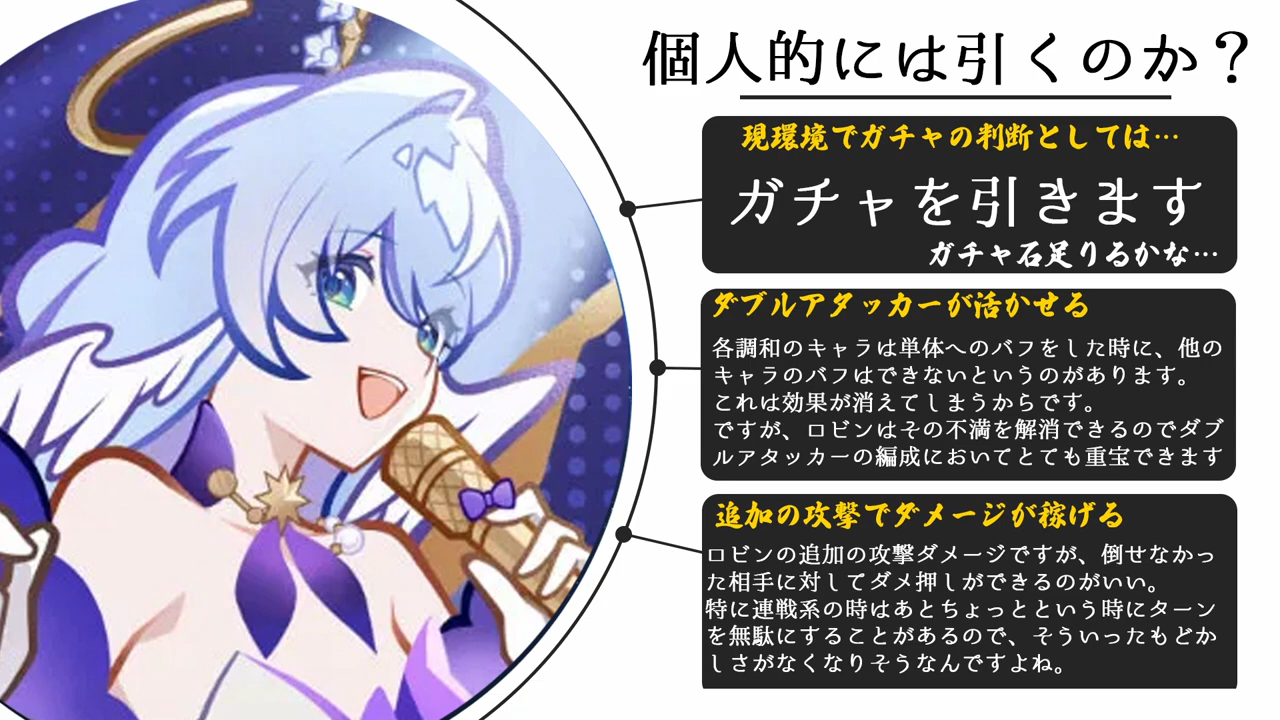 個人的には引くのか？
現環境でガチャの判断としては…
ガチャを引きます
ガチャ石足りるかな…
ダブルアタッカーが活かせる
各調和のキャラは単体へのバフをした時に、他の
キャラのバフはできないというのがあります。
これは効果が消えてしまうからです。
ですが、ロビンはその不満を解消できるのでダブ
ルアタッカーの編成においてとても重宝できます
追加の攻撃でダメージが稼げる
ロビンの追加の攻撃ダメージですが、倒せなかっ
た相手に対してダメ押しができるのがいい。
特に連戦系の時はあとちょっとという時にターン
を無駄にすることがあるので、そういったもどか
しさがなくなりそうなんですよね。